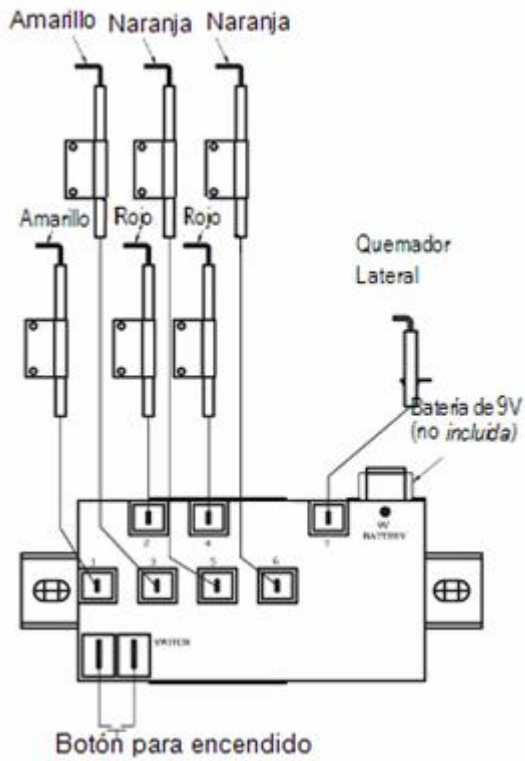 Amarillo Naranja Naranja
Amarillo Rojo Rojo
Quemador
Lateral
Batería de 9V
(no incluida)
2 4 7
9V
BATTERY
1 3 5 6
SWITCH
Botón para encendido